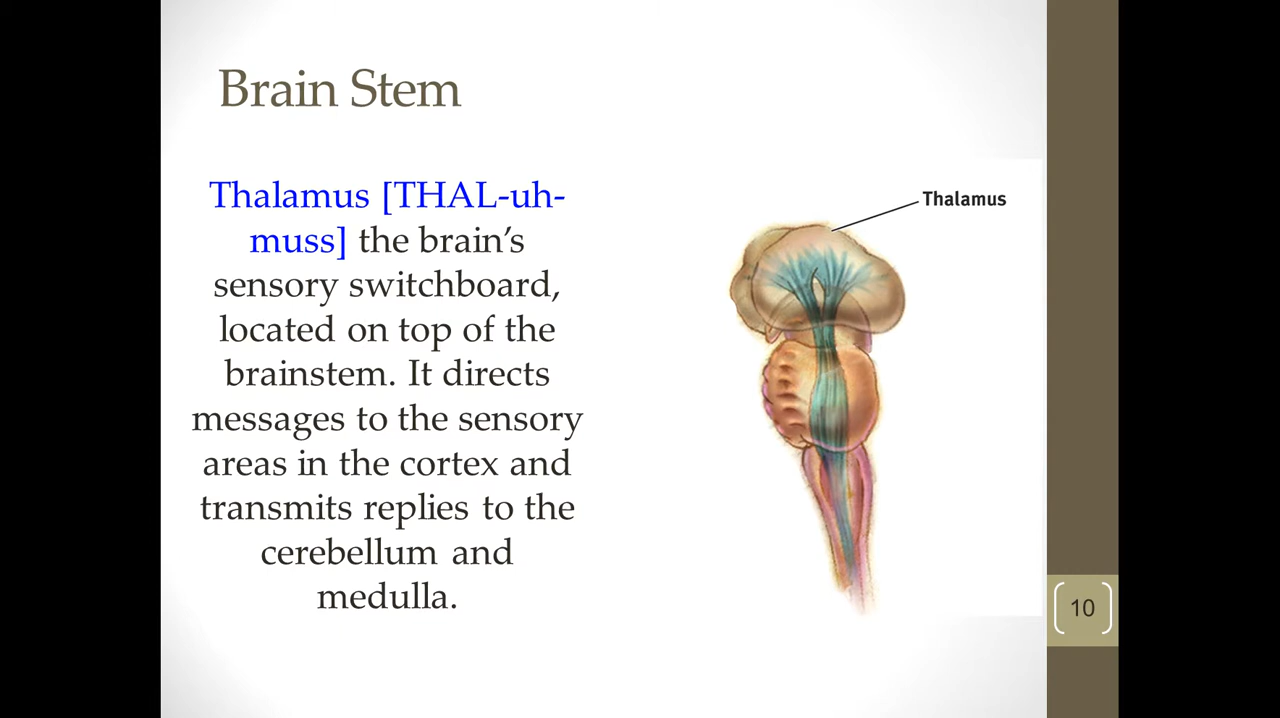 Brain Stem
Thalamus [THAL-uh-
muss] the brain’s
sensory switchboard,
located on top of the
brainstem. It directs
messages to the sensory
areas in the cortex and
transmits replies to the
cerebellum and
medulla.
Thalamus
10